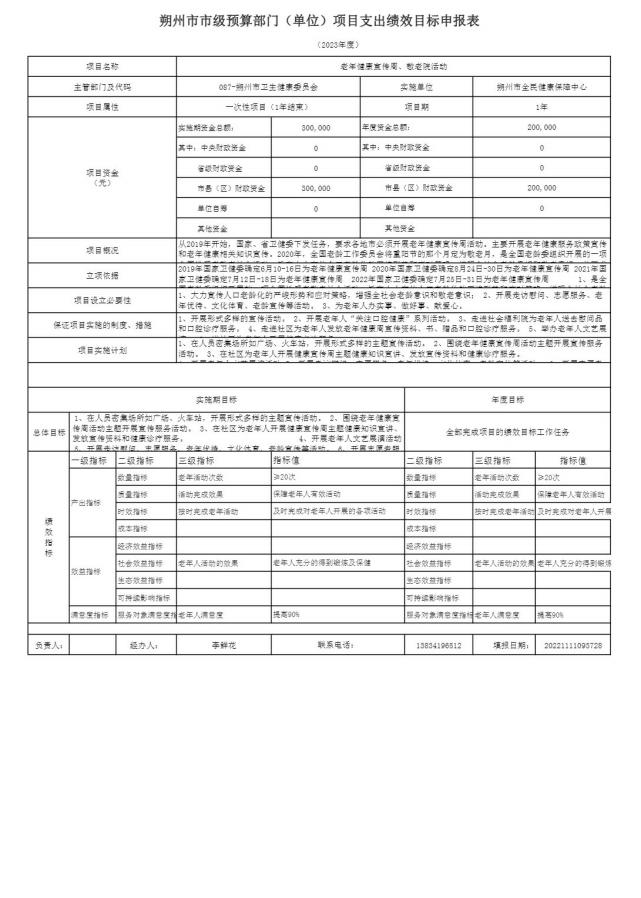 朔州市市级预算部门（单位）项目支出绩效目标申报表
（2023年度）
项目名称 老年健康宣传周、敬老院活动
主管部门及代码 087-朔州市卫生健康委员会 实施单位 朔州市全民健康保障中心
项目属性 一次性项目（1年结束） 项目期 1年
项目资金（元） 实施期资金总额： 300,000 年度资金总额： 200,000
其中：中央财政资金 0 其中：中央财政资金 0
省级财政资金 0 省级财政资金 0
市县（区）财政资金 300,000 市县（区）财政资金 200,000
单位自筹 0 单位自筹 0
其他资金 其他资金
项目概况 从2019年开始，国家、省卫健委下发任务，要求各地市必须开展老年健康宣传周活动。主要开展老年健康服务政策宣传
和老年健康相关知识宣传。2020年，全国老龄工作委员会将重阳节的那个月定为敬老月，是全国老龄委组织开展的一项
立项依据 2019年国家卫健委确定6月10-16日为老年健康宣传周 2020年国家卫健委确定8月24日-30日为老年健康宣传周 2021年国
家卫健委确定7月12日-18日为老年健康宣传周 2022年国家卫健委确定7月25日-31日为老年健康宣传周 1、是全
项目设立必要性 1、大力宣传人口老龄化的严峻形势和应对策略，增强全社会老龄意识和敬老意识； 2、开展走访慰问、志愿服务、老
年优待、文化体育、老龄宣传等活动。 3、为老人办实事、做好事、献爱心。
保证项目实施的制度、措施 1、开展形式多样的宣传活动。 2、开展老年人“关注口腔健康”系列活动。 3、走进社会福利院为老年人送去慰问品
和口腔诊疗服务。 4、走进社区为老年人发放老年健康周宣传资料、书、赠品和口腔诊疗服务。 5、举办老年人文艺展
项目实施计划 1、在人员密集场所如广场、火车站，开展形式多样的主题宣传活动。 2、围绕老年健康宣传周活动主题开展宣传服务
活动。 3、在社区为老年人开展健康宣传周主题健康知识宣讲、发放宣传资料和健康诊疗服务。
实施期目标 年度目标
总体目标 1、在人员密集场所如广场、火车站，开展形式多样的主题宣传活动。 2、围绕老年健康宣
传周活动主题开展宣传服务活动。 3、在社区为老年人开展健康宣传周主题健康知识宣讲、
发放宣传资料和健康诊疗服务。 4、开展老年人文艺展演活动
5、开展走访慰问、志愿服务、老年优待、文化体育、老龄宣传等活动。 6、开展志愿者服
全部完成项目的绩效目标工作任务
绩效指标 一级指标 二级指标 三级指标 指标值 二级指标 三级指标 指标值
产出指标 数量指标 老年活动次数 ≥20次 数量指标 老年活动次数 ≥20次
质量指标 活动完成效果 保障老年人有效活动 质量指标 活动完成效果 保障老年人有效活动
时效指标 按时完成老年活动 及时完成对老年人开展的各项活动 时效指标 按时完成老年活动 及时完成对老年人开展
成本指标 成本指标
效益指标 经济效益指标 经济效益指标
社会效益指标 老年人活动的效果 老年人充分的得到锻炼及保健 社会效益指标 老年人活动的效果 老年人充分的得到锻炼
生态效益指标 生态效益指标
可持续影响指标 可持续影响指标
满意度指标 服务对象满意度指 老年人满意度 提高90% 服务对象满意度指标 老年人满意度 提高90%
负责人： 经办人： 李鲜花 联系电话： 13834196512 填报日期： 20221111093728